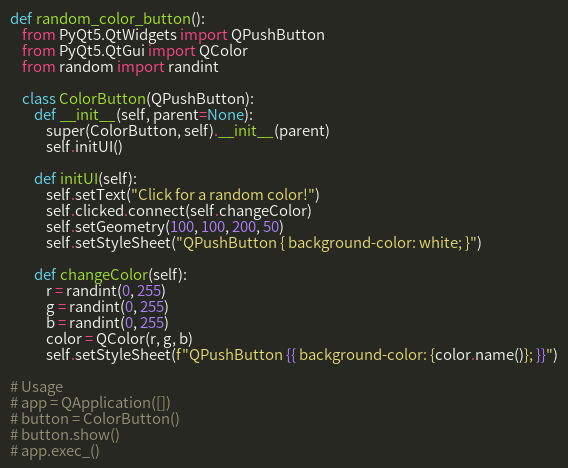 def random_color_button():
    from PyQt5.QtWidgets import QPushButton
    from PyQt5.QtGui import QColor
    from random import randint

    class ColorButton(QPushButton):
        def __init__(self, parent=None):
            super(ColorButton, self).__init__(parent)
            self.initUI()

        def initUI(self):
            self.setText("Click for a random color!")
            self.clicked.connect(self.changeColor)
            self.setGeometry(100, 100, 200, 50)
            self.setStyleSheet("QPushButton { background-color: white; }")

        def changeColor(self):
            r = randint(0, 255)
            g = randint(0, 255)
            b = randint(0, 255)
            color = QColor(r, g, b)
            self.setStyleSheet(f"QPushButton {{ background-color: {color.name()}; }}")

# Usage
# app = QApplication([])
# button = ColorButton()
# button.show()
# app.exec_()